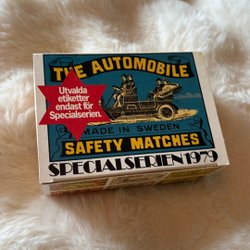 THE AUTOMOBILE
Utvalda
etiketter
endast för
Specialserien.
MADE IN SWEDEN
SAFETY MATCHES
SPECIALSERIEN 1979